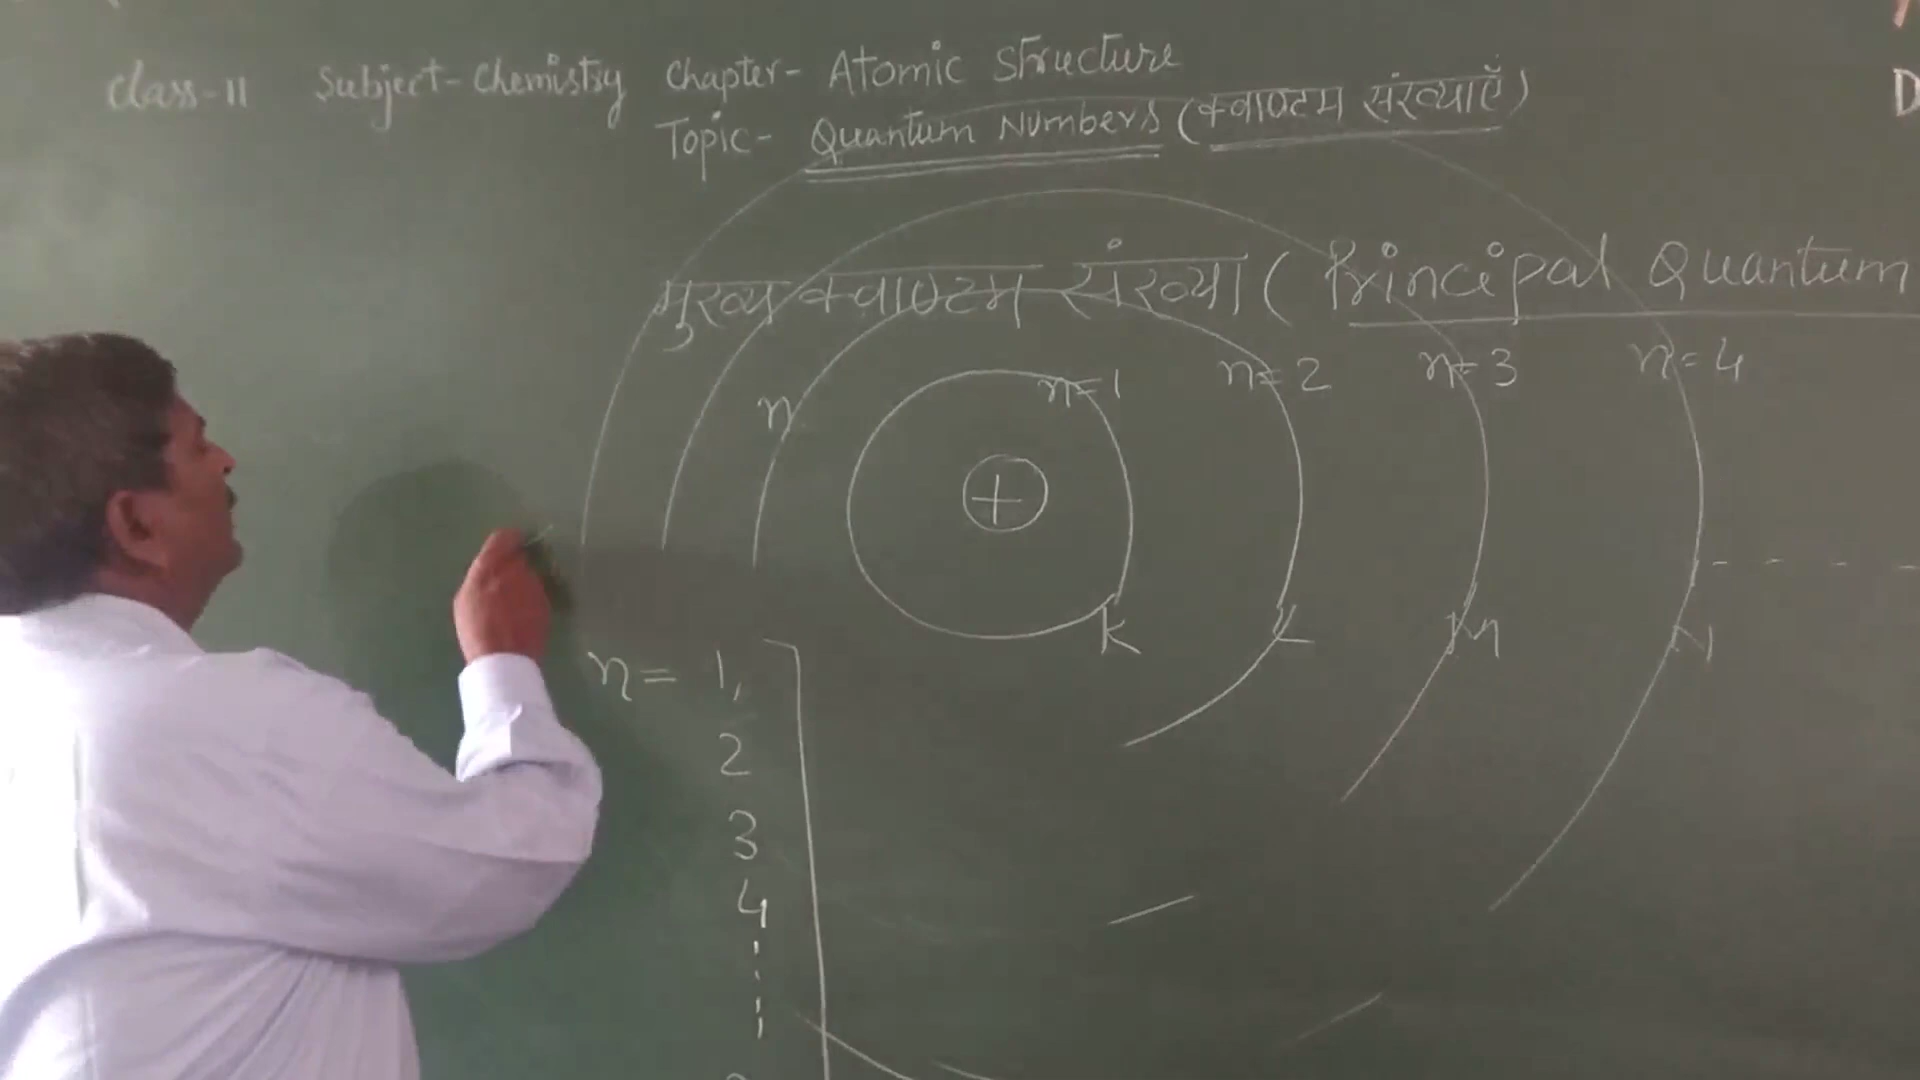 Class-11 Subject-Chemistry Chapter- Atomic Structure
Topic- Quantum Numbers (क्वाण्टम संख्याएँ)
D
मुख्य क्वाण्टम संख्या ( Principal Quantum
n n=1 n=2 n=3 n=4
+
K L M N
n = 1,
2
3
4